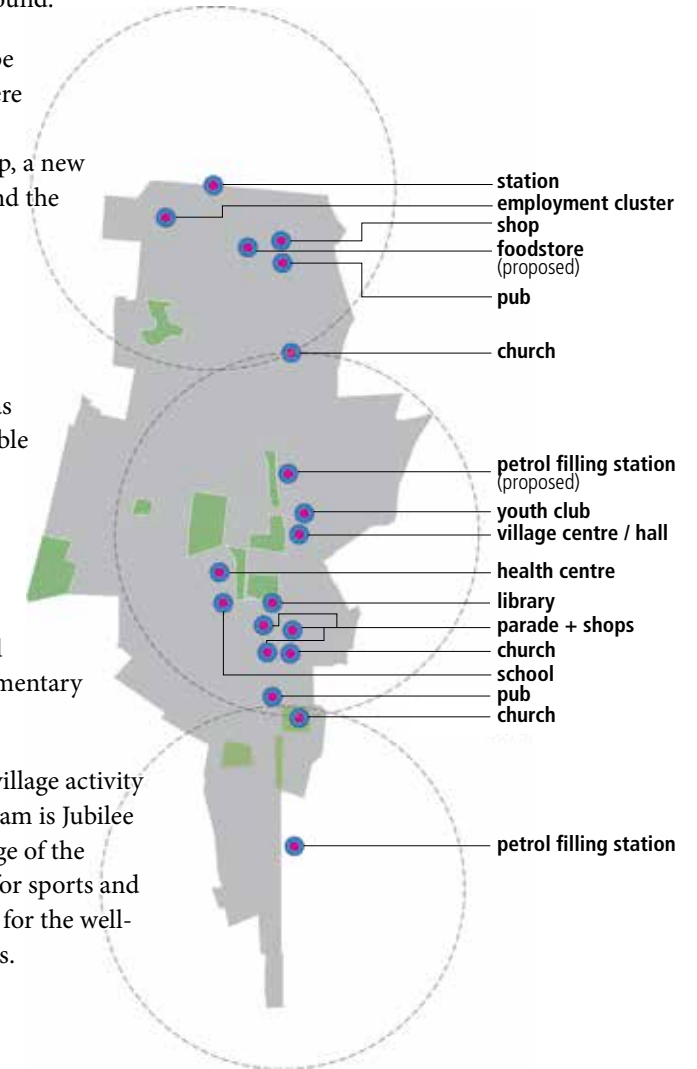 ound.
be
ere
p, a new
nd the
as
ble
d
mentary
village activity
am is Jubilee
ge of the
for sports and
for the well-
s.
station
employment cluster
shop
foodstore
(proposed)
pub
church
petrol filling station
(proposed)
youth club
village centre / hall
health centre
library
parade + shops
church
school
pub
church
petrol filling station